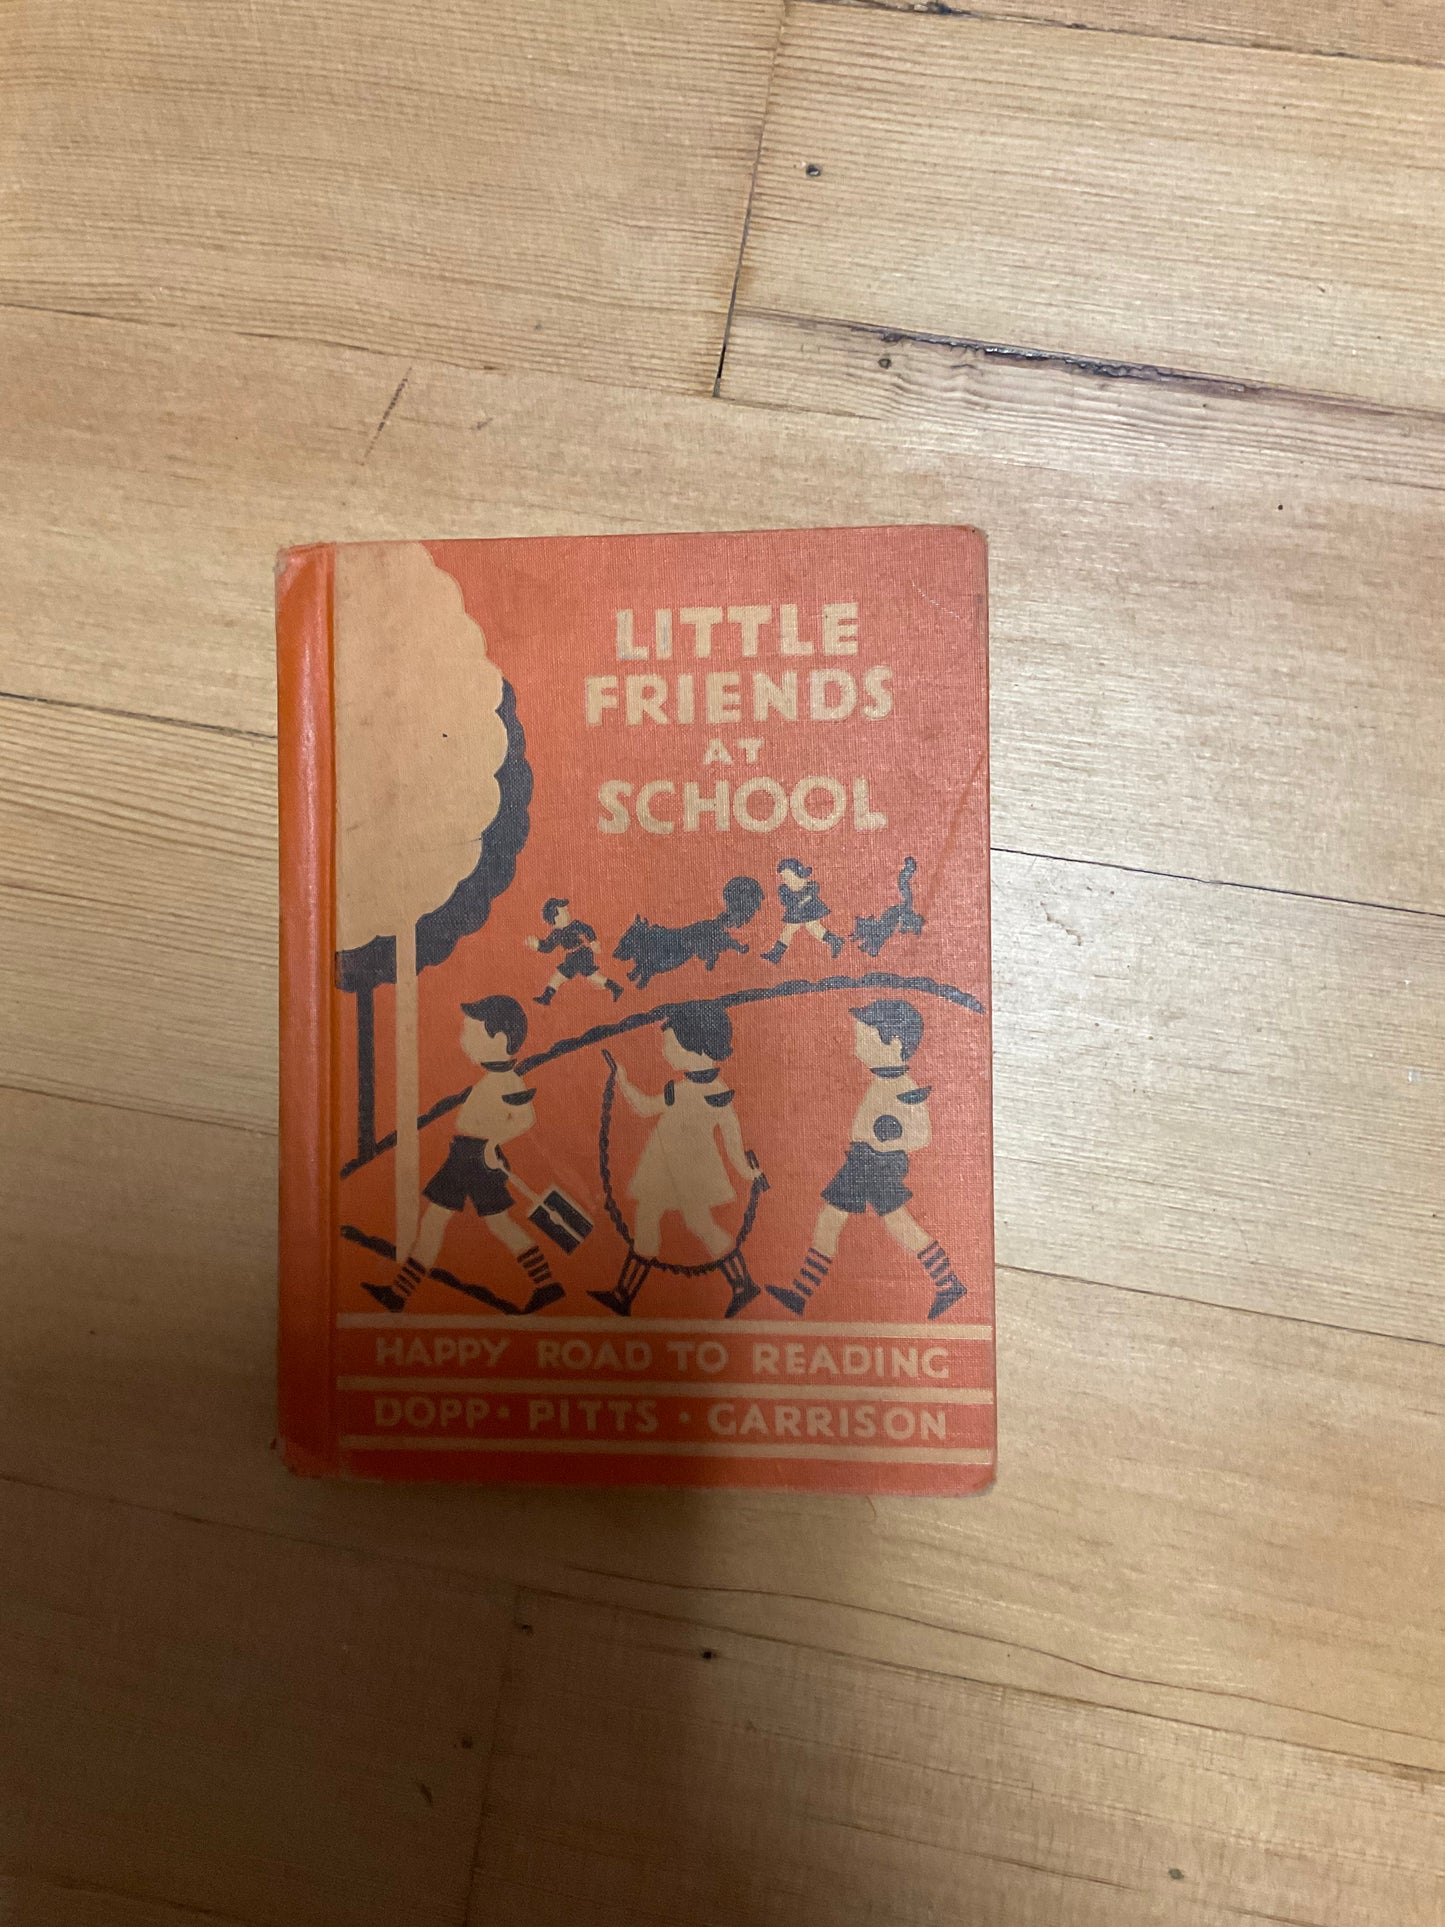 LITTLE
FRIENDS
AT
SCHOOL
HAPPY ROAD TO READING
DOPP • PITTS • GARRISON